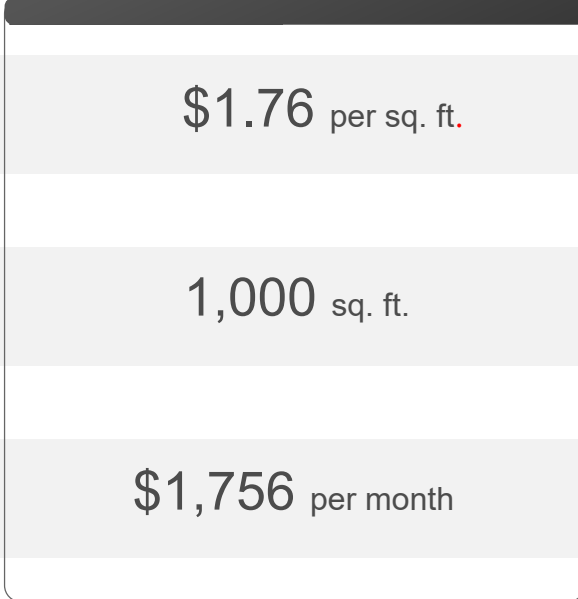 $1.76 per sq. ft.
1,000 sq. ft.
$1,756 per month